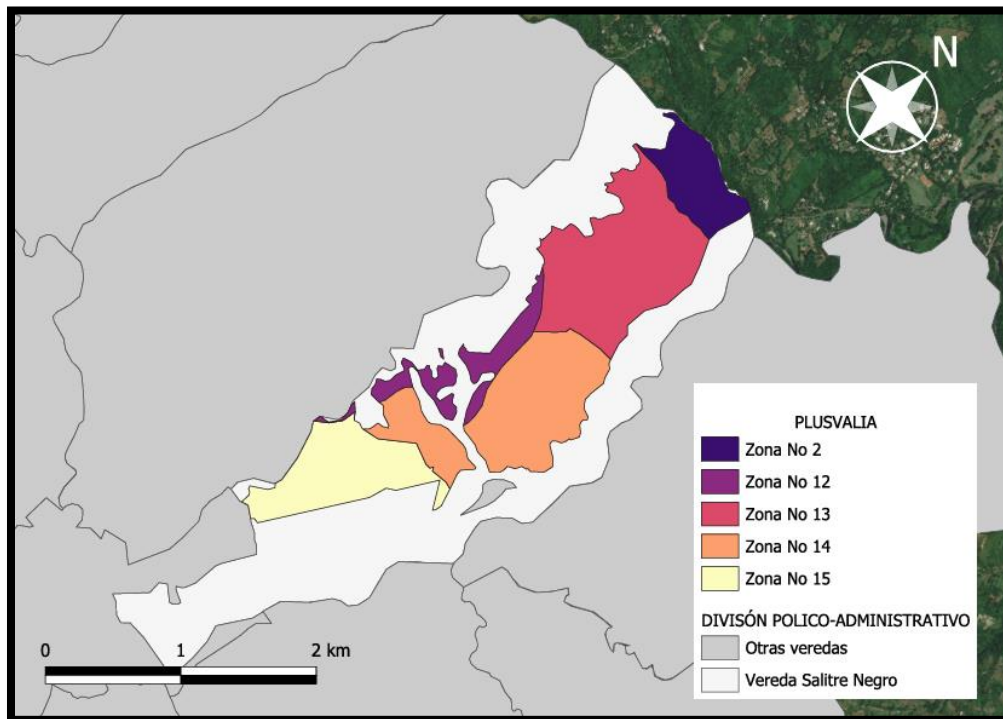 N
PLUSVALIA
Zona No 2
Zona No 12
Zona No 13
Zona No 14
Zona No 15
DIVISÓN POLICO-ADMINISTRATIVO
Otras veredas
Vereda Salitre Negro
0 1 2 km